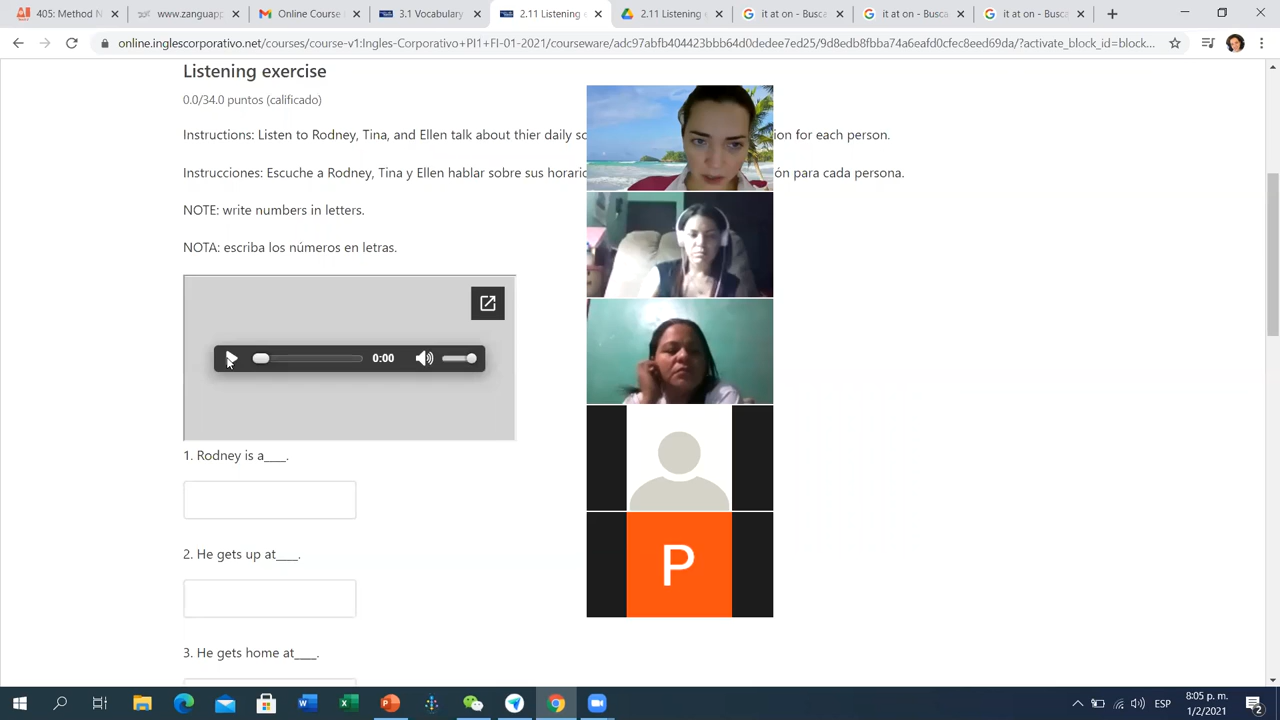 405: Method N
www.zangupp
Online Course
3.1 Vocabulary
2.11 Listening
2.11 Listening
it at on - Busca
it at on - Busca
it at on - Busca
online.inglescorporativo.net/courses/course-v1:Ingles-Corporativo+PI1+FI-01-2021/courseware/adc97abfb404423bbb64d0dedee7ed25/9d8edb8fbba74a6eafd0cfec8eed69da/?activate_block_id=block...
Listening exercise
0.0/34.0 puntos (calificado)
Instructions: Listen to Rodney, Tina, and Ellen talk about thier daily sc ion for each person.
Instrucciones: Escuche a Rodney, Tina y Ellen hablar sobre sus horario ón para cada persona.
NOTE: write numbers in letters.
NOTA: escriba los números en letras.
0:00
1. Rodney is a___.
2. He gets up at___.
3. He gets home at___.
P
ESP
8:05 p. m.
1/2/2021
2